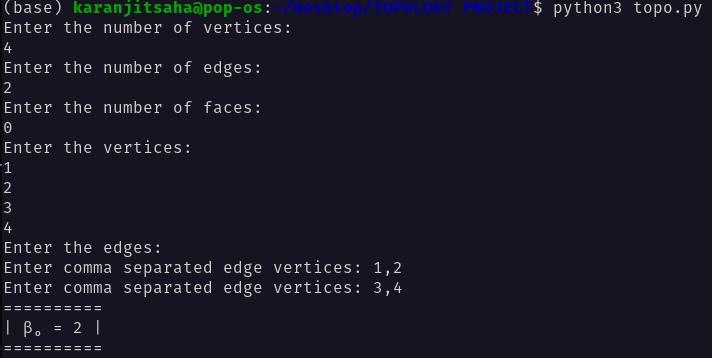 (base) karanjitsaha@pop-os:~/Desktop/TOPOLOGY PROJECT$ python3 topo.py
Enter the number of vertices:
4
Enter the number of edges:
2
Enter the number of faces:
0
Enter the vertices:
1
2
3
4
Enter the edges:
Enter comma separated edge vertices: 1,2
Enter comma separated edge vertices: 3,4
==========
| β₀ = 2 |
==========